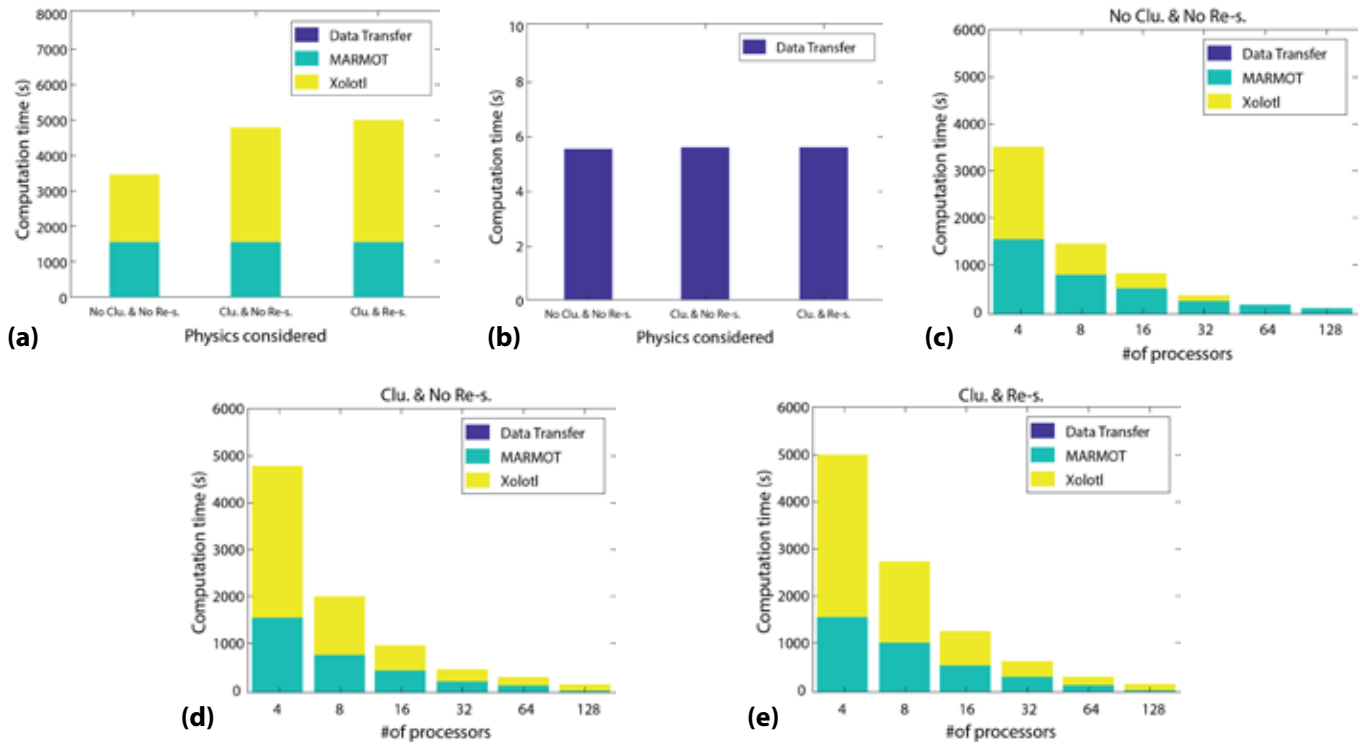 8000
7000
6000
5000
4000
3000
2000
1000
0
Computation time (s)
Data Transfer
MARMOT
Xolotl
No Clu. & No Re-s.
Clu. & No Re-s.
Clu. & Re-s.
Physics considered
(a)
10
8
6
4
2
0
Computation time (s)
Data Transfer
No Clu. & No Re-s.
Clu. & No Re-s.
Clu. & Re-s.
Physics considered
(b)
No Clu. & No Re-s.
6000
5000
4000
3000
2000
1000
0
Computation time (s)
Data Transfer
MARMOT
Xolotl
4 8 16 32 64 128
#of processors
(c)
Clu. & No Re-s.
6000
5000
4000
3000
2000
1000
0
Computation time (s)
Data Transfer
MARMOT
Xolotl
4 8 16 32 64 128
#of processors
(d)
Clu. & Re-s.
6000
5000
4000
3000
2000
1000
0
Computation time (s)
Data Transfer
MARMOT
Xolotl
4 8 16 32 64 128
#of processors
(e)